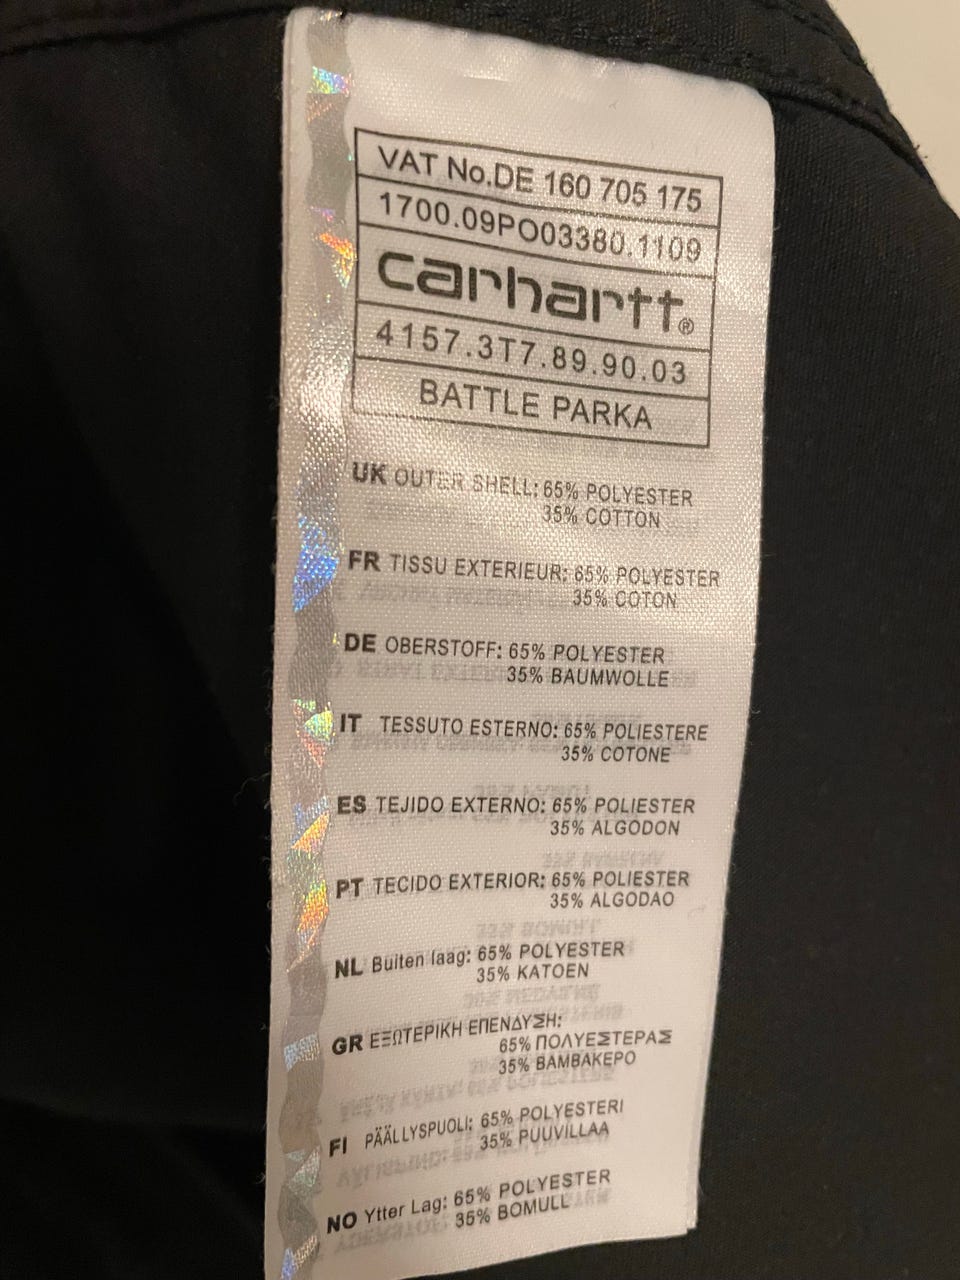 VAT No.DE 160 705 175
1700.09PO03380.1109
carhartt®
4157.3T7.89.90.03
BATTLE PARKA
UK OUTER SHELL: 65% POLYESTER
35% COTTON
FR TISSU EXTERIEUR: 65% POLYESTER
35% COTON
DE OBERSTOFF: 65% POLYESTER
35% BAUMWOLLE
IT TESSUTO ESTERNO: 65% POLIESTERE
35% COTONE
ES TEJIDO EXTERNO: 65% POLIESTER
35% ALGODON
PT TECIDO EXTERIOR: 65% POLIESTER
35% ALGODAO
NL Buiten laag: 65% POLYESTER
35% KATOEN
GR ΕΞΩΤΕΡΙΚΗ ΕΠΕΝΔΥΣΗ:
65% ΠΟΛΥΕΣΤΕΡΑΣ
35% ΒΑΜΒΑΚΕΡΟ
FI PÄÄLLYSPUOLI: 65% POLYESTERI
35% PUUVILLAA
NO Ytter Lag: 65% POLYESTER
35% BOMULL